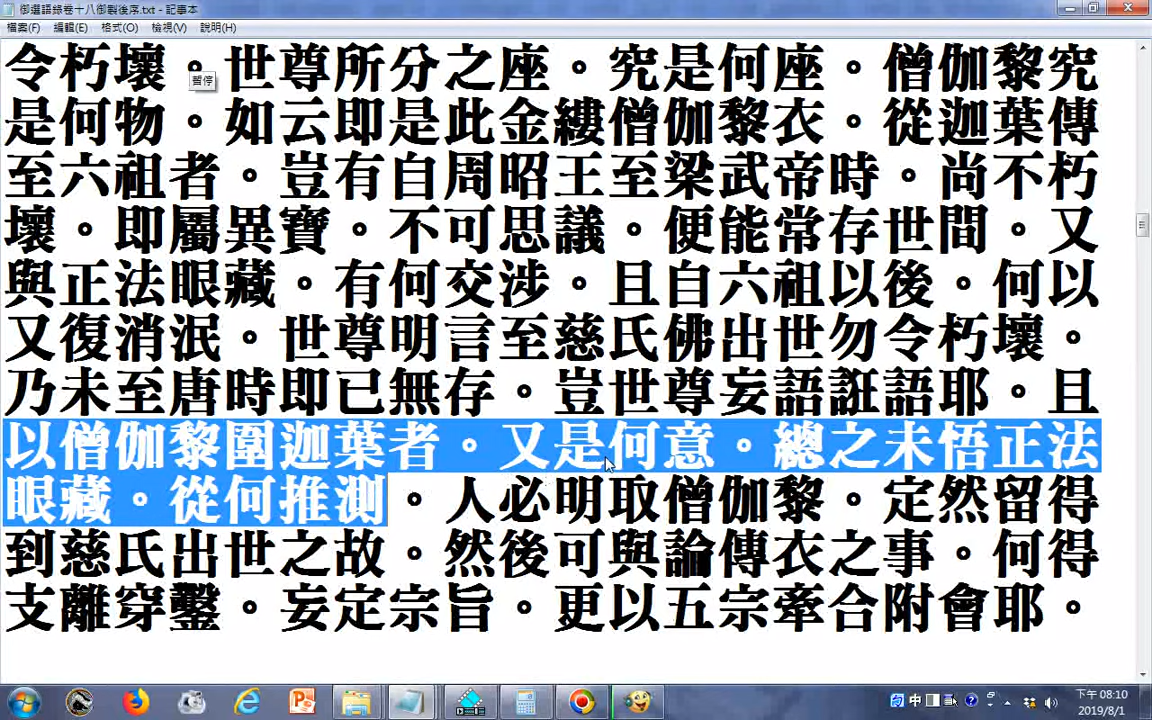 御選語錄卷十八御製後序.txt - 記事本
檔案(F) 編輯(E) 格式(O) 檢視(V) 說明(H)
令朽壞。世尊所分之座。究是何座。僧伽黎究
暫停
是何物。如云即是此金縷僧伽黎衣。從迦葉傳
至六祖者。豈有自周昭王至梁武帝時。尚不朽
壞。即屬異寶。不可思議。便能常存世間。又
與正法眼藏。有何交涉。且自六祖以後。何以
又復消泯。世尊明言至慈氏佛出世勿令朽壞。
乃未至唐時即已無存。豈世尊妄語誑語耶。且
以僧伽黎圍迦葉者。又是何意。總之未悟正法
眼藏。從何推測。人必明取僧伽黎。定然留得
到慈氏出世之故。然後可與論傳衣之事。何得
支離穿鑿。妄定宗旨。更以五宗牽合附會耶。
中
下午 08:10
2019/8/1